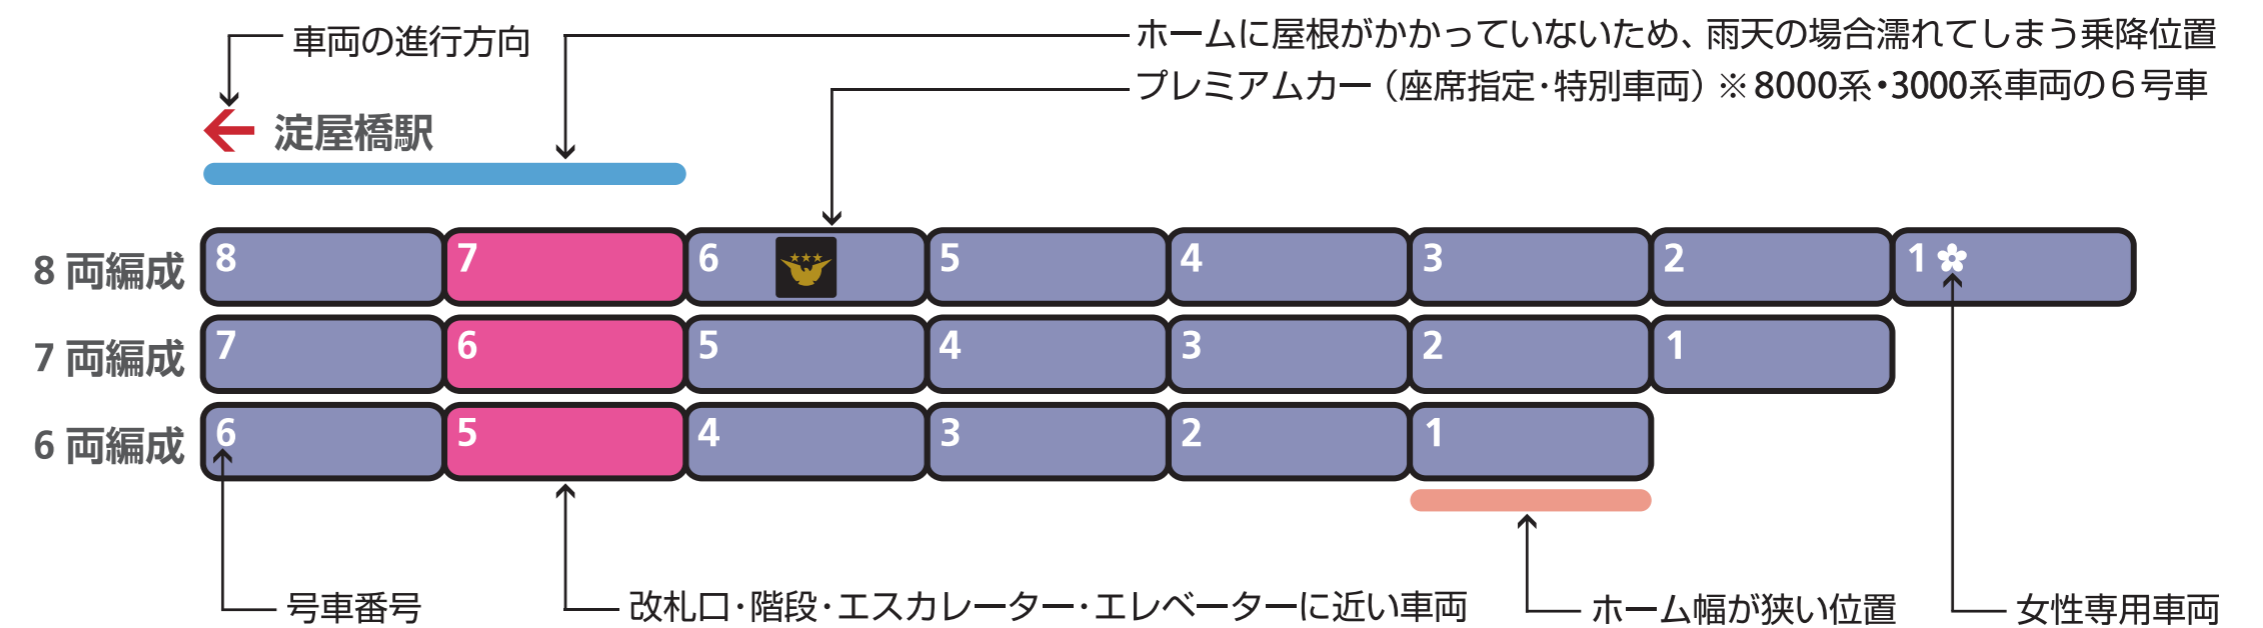 車両の進行方向
ホームに屋根がかかっていないため、雨天の場合濡れてしまう乗降位置
プレミアムカー（座席指定・特別車両）※8000系・3000系車両の６号車
淀屋橋駅
8 両編成 8 7 6 5 4 3 2 1
7 両編成 7 6 5 4 3 2 1
6 両編成 6 5 4 3 2 1
号車番号
改札口・階段・エスカレーター・エレベーターに近い車両
ホーム幅が狭い位置
女性専用車両